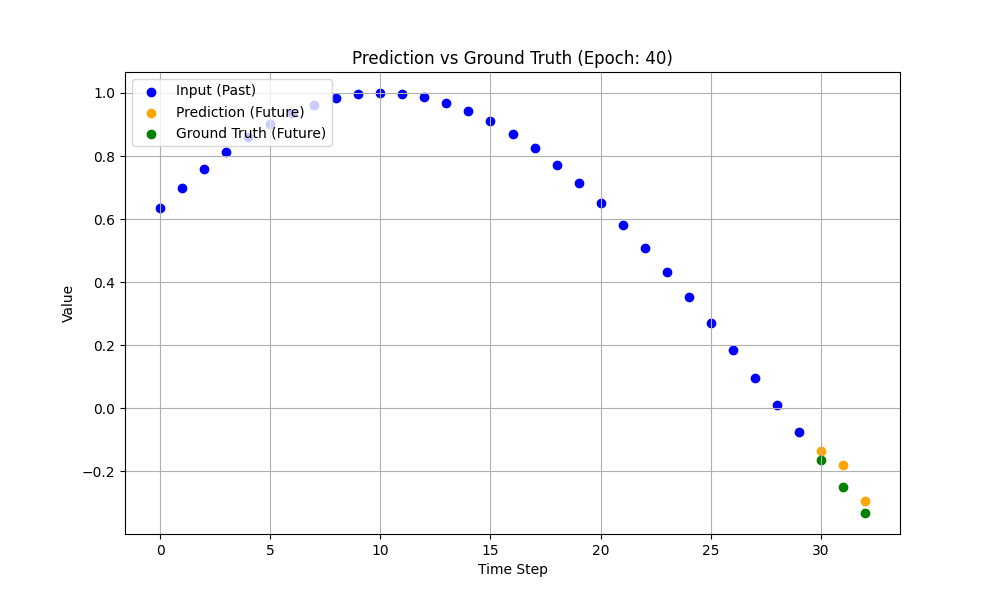 Prediction vs Ground Truth (Epoch: 40)
Input (Past)
Prediction (Future)
Ground Truth (Future)
Value
1.0
0.8
0.6
0.4
0.2
0.0
−0.2
0 5 10 15 20 25 30
Time Step